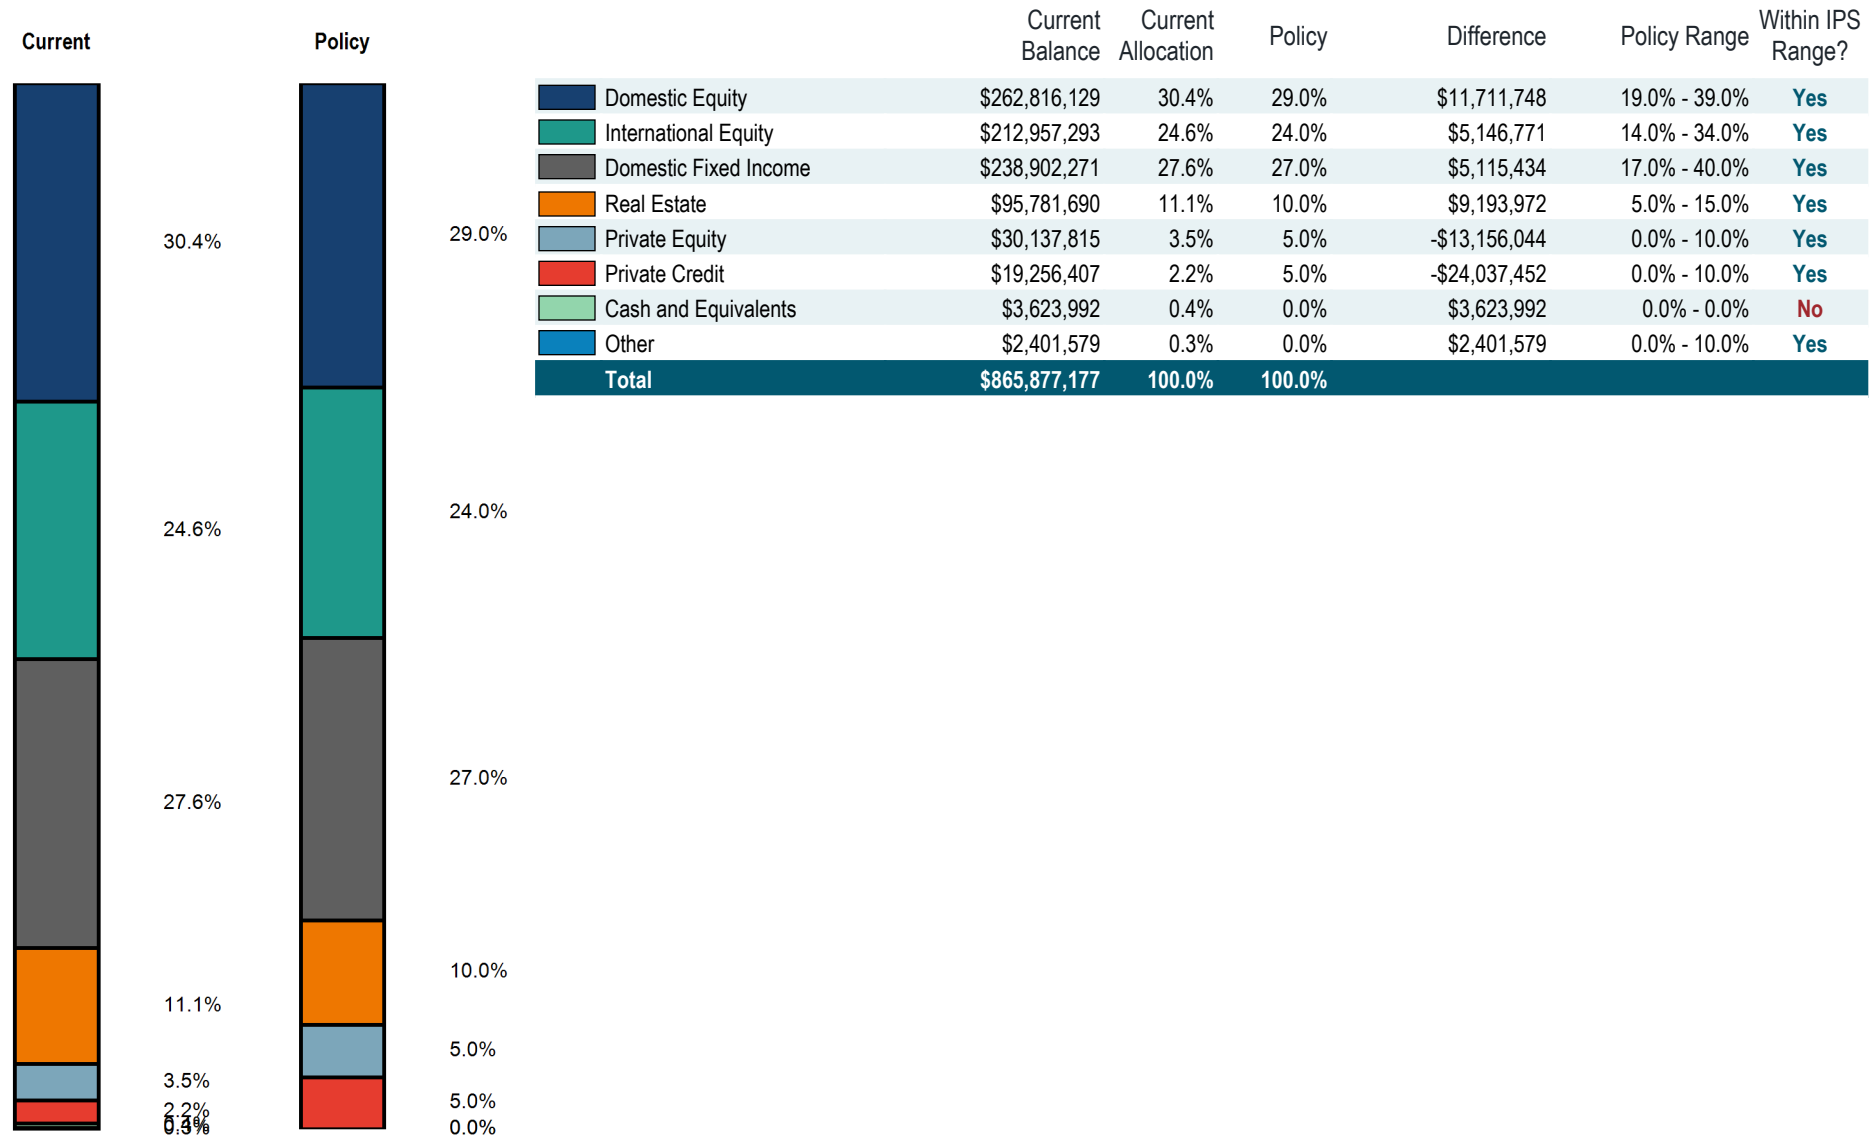 Current
Policy
30.4%
24.6%
27.6%
11.1%
3.5%
2.2%
0.4%
0.3%
29.0%
24.0%
27.0%
10.0%
5.0%
5.0%
0.0%
Current Balance Current Allocation Policy Difference Policy Range Within IPS Range?
Domestic Equity $262,816,129 30.4% 29.0% $11,711,748 19.0% - 39.0% Yes
International Equity $212,957,293 24.6% 24.0% $5,146,771 14.0% - 34.0% Yes
Domestic Fixed Income $238,902,271 27.6% 27.0% $5,115,434 17.0% - 40.0% Yes
Real Estate $95,781,690 11.1% 10.0% $9,193,972 5.0% - 15.0% Yes
Private Equity $30,137,815 3.5% 5.0% -$13,156,044 0.0% - 10.0% Yes
Private Credit $19,256,407 2.2% 5.0% -$24,037,452 0.0% - 10.0% Yes
Cash and Equivalents $3,623,992 0.4% 0.0% $3,623,992 0.0% - 0.0% No
Other $2,401,579 0.3% 0.0% $2,401,579 0.0% - 10.0% Yes
Total $865,877,177 100.0% 100.0%